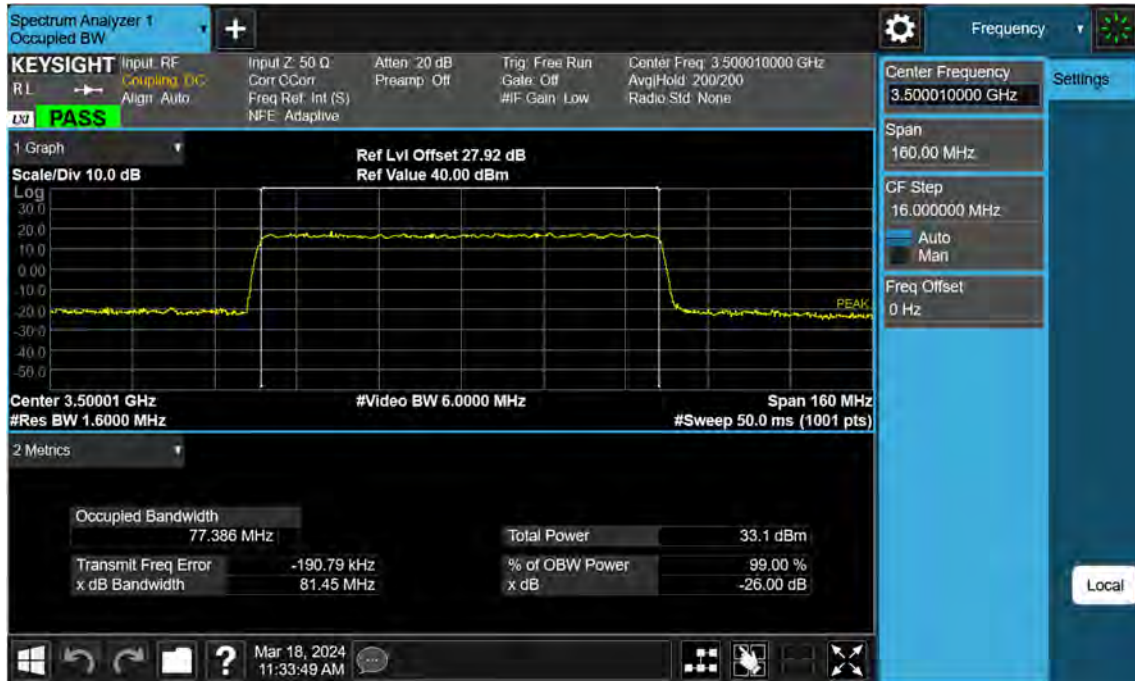 Spectrum Analyzer 1
Occupied BW
Frequency
KEYSIGHT
Input: RF
Coupling: DC
Align: Auto
Input Z: 50 Ω
Corr CCorr
Freq Ref: Int (S)
NFE: Adaptive
Atten: 20 dB
Preamp: Off
Trig: Free Run
Gate: Off
#IF Gain: Low
Center Freq: 3.500010000 GHz
Avg|Hold: 200/200
Radio Std: None
RL
LXI
PASS
Center Frequency
3.500010000 GHz
Settings
Span
160.00 MHz
CF Step
16.000000 MHz
Auto
Man
Freq Offset
0 Hz
1 Graph
Scale/Div 10.0 dB
Ref Lvl Offset 27.92 dB
Ref Value 40.00 dBm
Log
30.0
20.0
10.0
0.00
-10.0
-20.0
-30.0
-40.0
-50.0
PEAK
Center 3.50001 GHz
#Video BW 6.0000 MHz
Span 160 MHz
#Res BW 1.6000 MHz
#Sweep 50.0 ms (1001 pts)
2 Metrics
Occupied Bandwidth
77.386 MHz
Total Power 33.1 dBm
Transmit Freq Error -190.79 kHz
% of OBW Power 99.00 %
x dB Bandwidth 81.45 MHz
x dB -26.00 dB
Local
?
Mar 18, 2024
11:33:49 AM